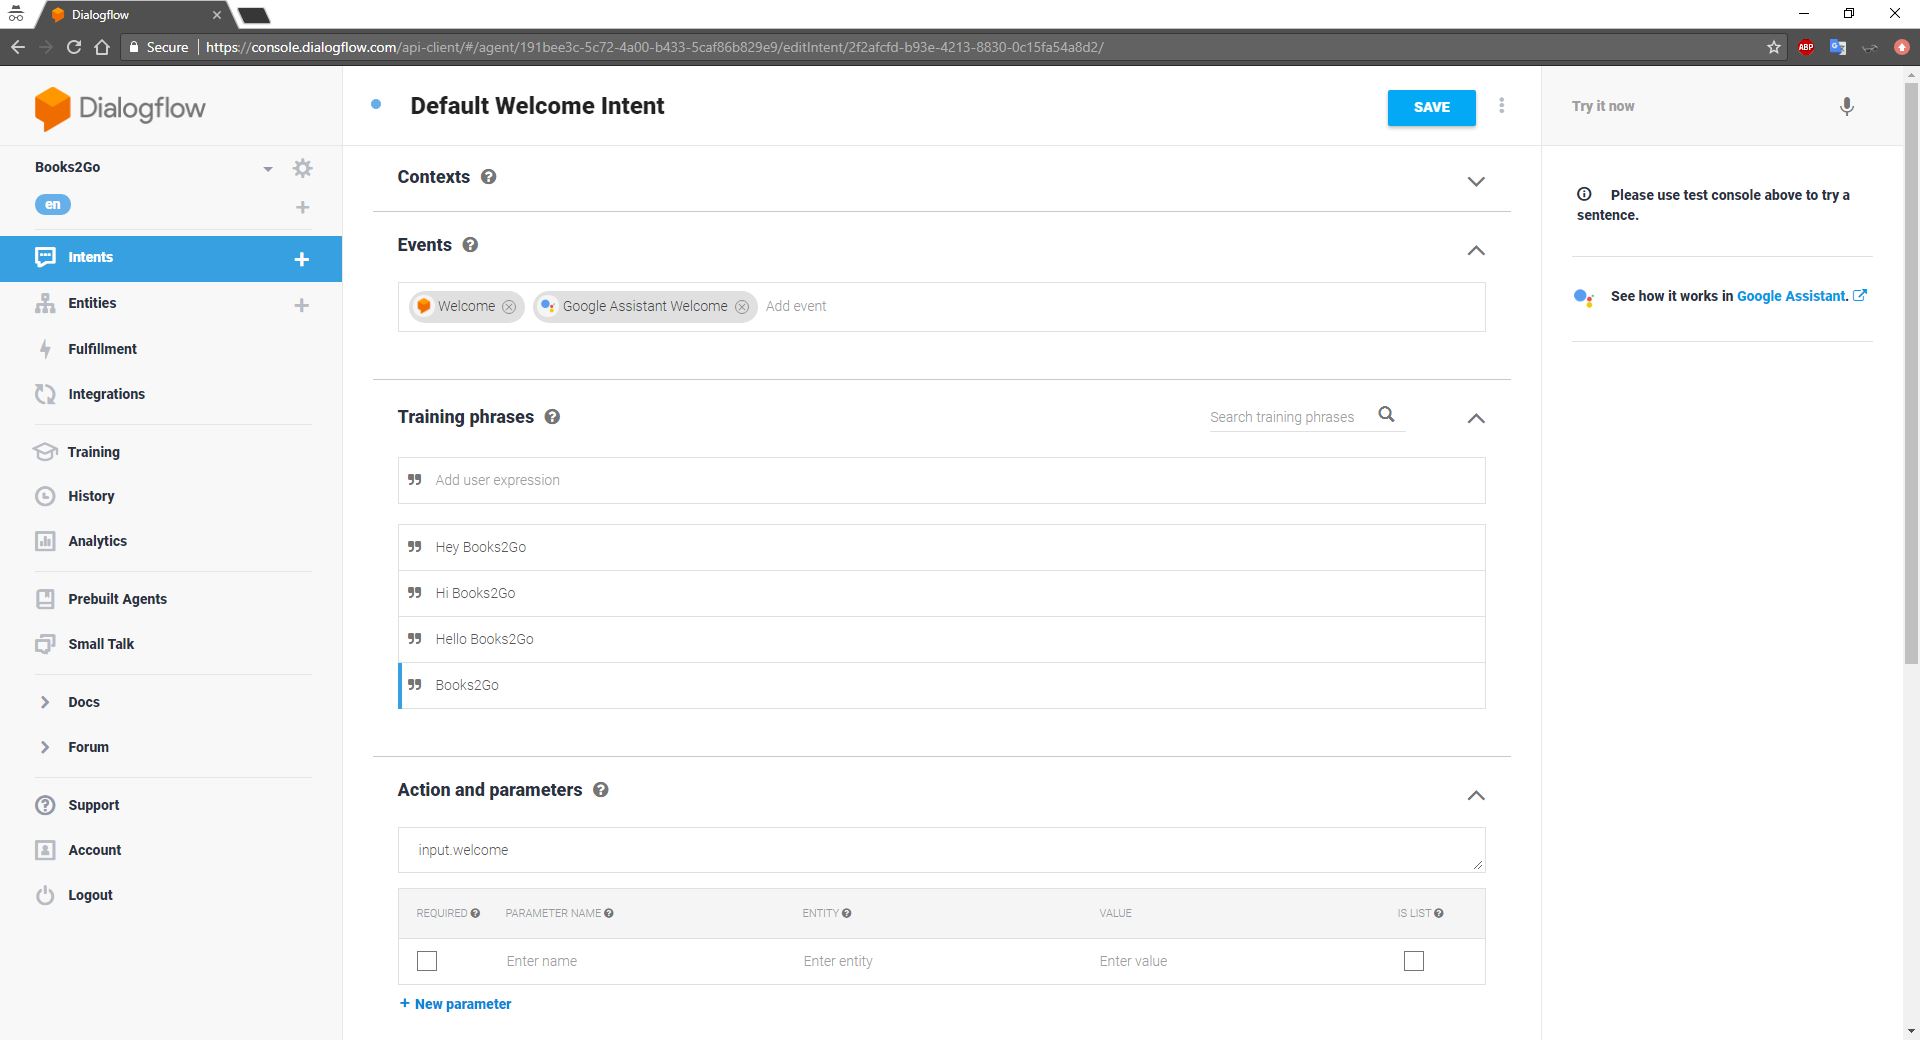 Dialogflow
Secure
https://console.dialogflow.com/api-client/#/agent/191bee3c-5c72-4a00-b433-5caf86b829e9/editIntent/2f2afcfd-b93e-4213-8830-0c15fa54a8d2/
ABP
Dialogflow
Books2Go
en
Intents
Entities
Fulfillment
Integrations
Training
History
Analytics
Prebuilt Agents
Small Talk
Docs
Forum
Support
Account
Logout
Default Welcome Intent
SAVE
Contexts
Events
Welcome
Google Assistant Welcome
Add event
Training phrases
Search training phrases
Add user expression
Hey Books2Go
Hi Books2Go
Hello Books2Go
Books2Go
Action and parameters
input.welcome
REQUIRED PARAMETER NAME ENTITY VALUE IS LIST
Enter name Enter entity Enter value
+ New parameter
Try it now
Please use test console above to try a
sentence.
See how it works in Google Assistant.